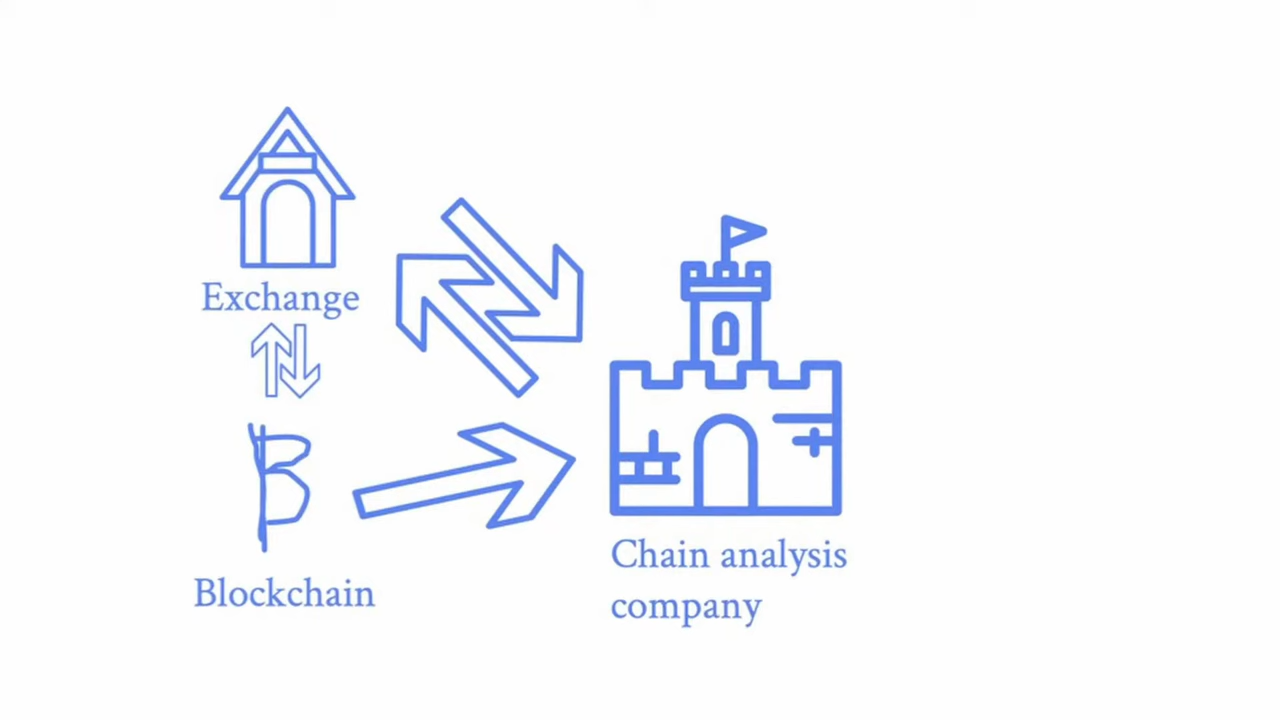 Exchange
B
Blockchain
Chain analysis
company